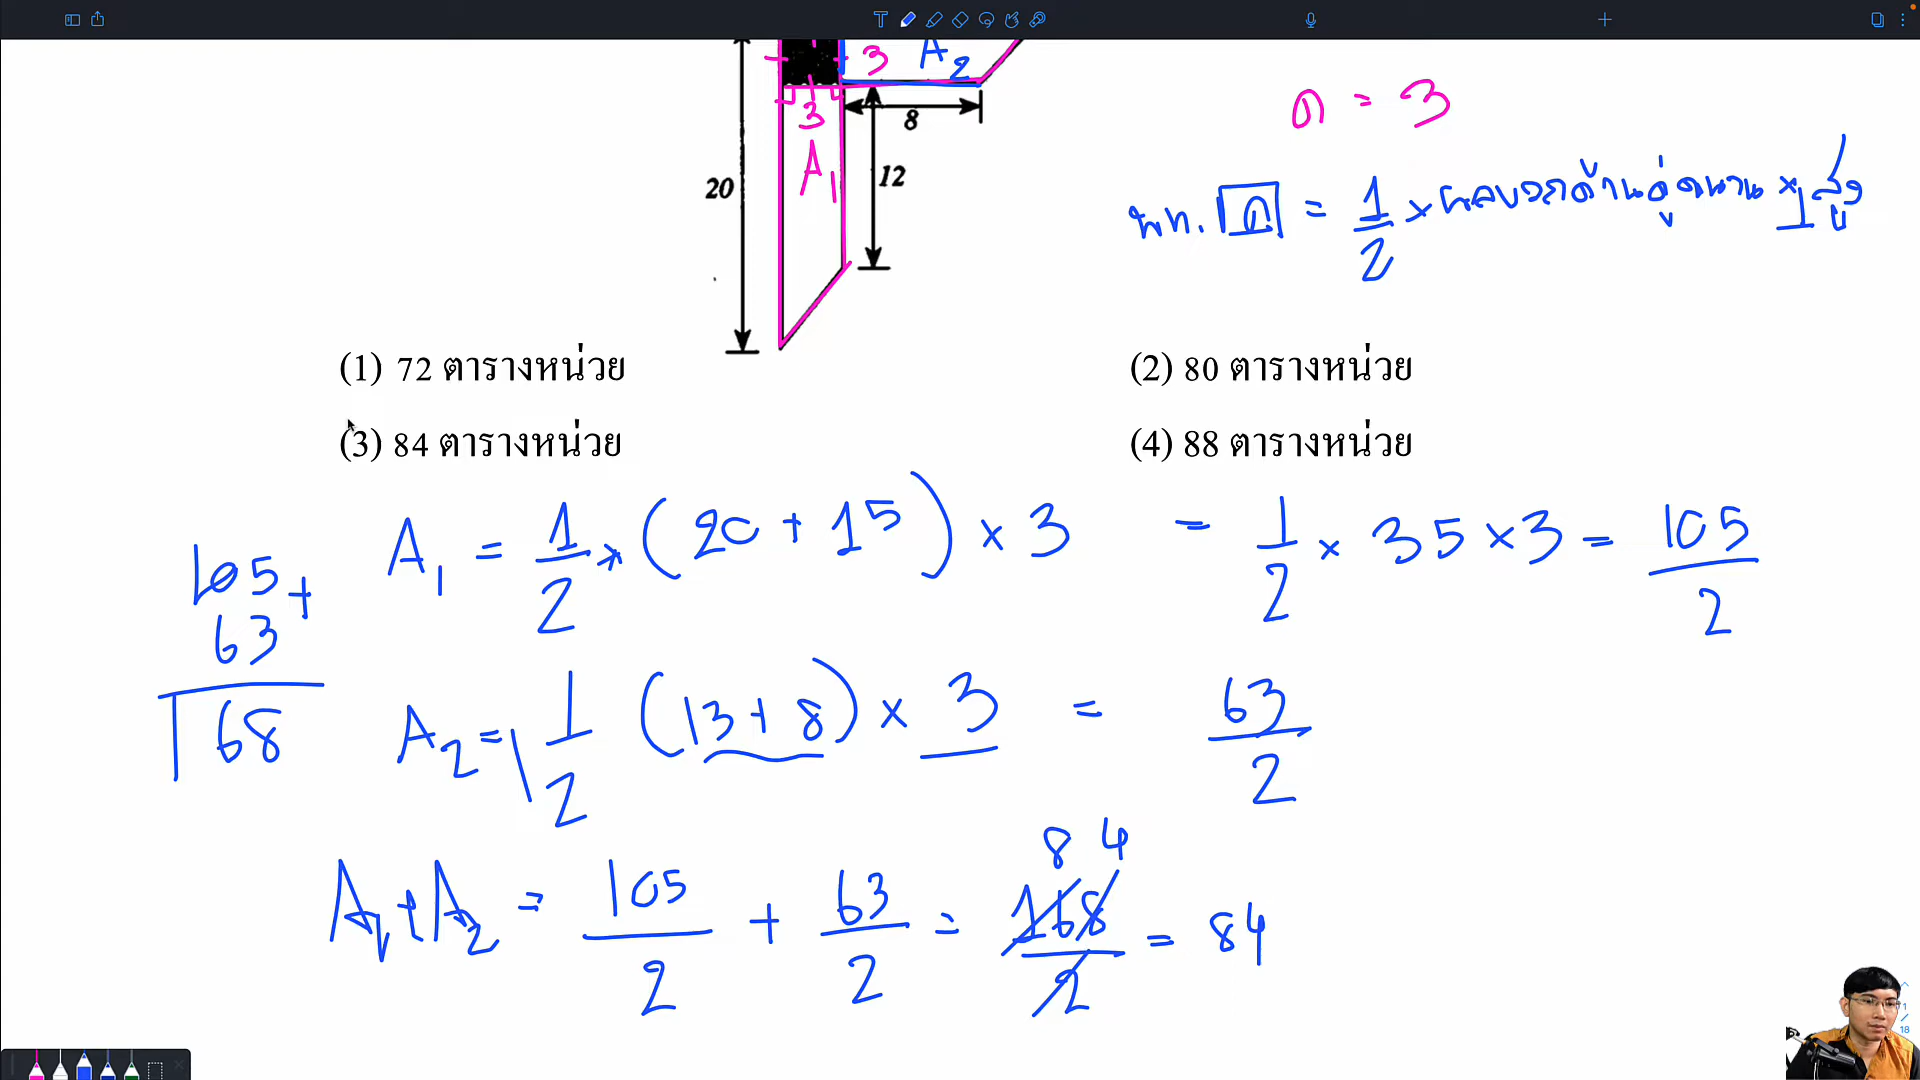 3 A2
3
8
ด = 3
A1
12
20
พท. ด = 1/2 × ผลบวกด้านคู่ขนาน × สูง
(1) 72 ตารางหน่วย
(2) 80 ตารางหน่วย
(3) 84 ตารางหน่วย
(4) 88 ตารางหน่วย
A1 = 1/2 × (20 + 15) × 3 = 1/2 × 35 × 3 = 105/2
105 +
63
168
A2 = 1/2 (13 + 8) × 3 = 63/2
8 4
A1 + A2 = 105/2 + 63/2 = 168/2 = 84
1/18